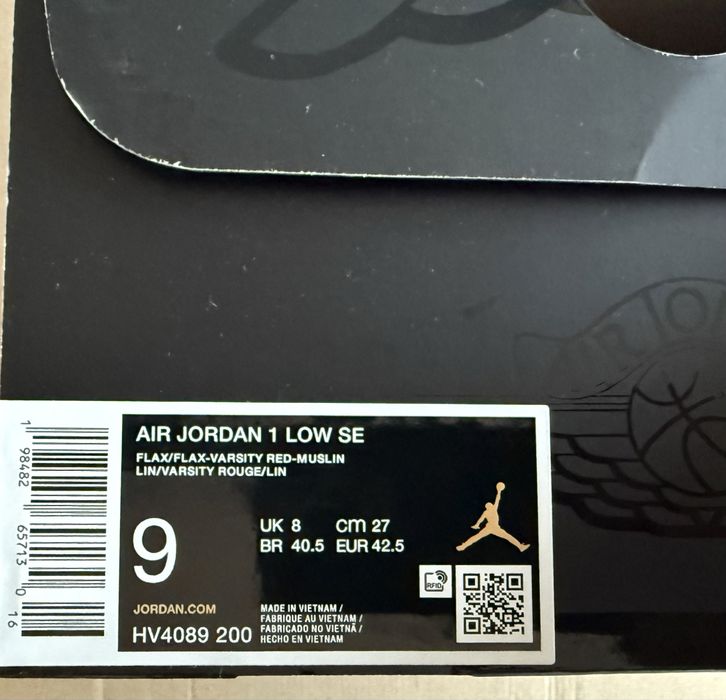 AIR JO
AIR JORDAN 1 LOW SE
FLAX/FLAX-VARSITY RED-MUSLIN
LIN/VARSITY ROUGE/LIN
9
UK 8 CM 27
BR 40.5 EUR 42.5
RFID
JORDAN.COM
HV4089 200
MADE IN VIETNAM /
FABRIQUE AU VIETNAM /
FABRICADO NO VIETNÃ /
HECHO EN VIETNAM
1 98482 65713 0 16